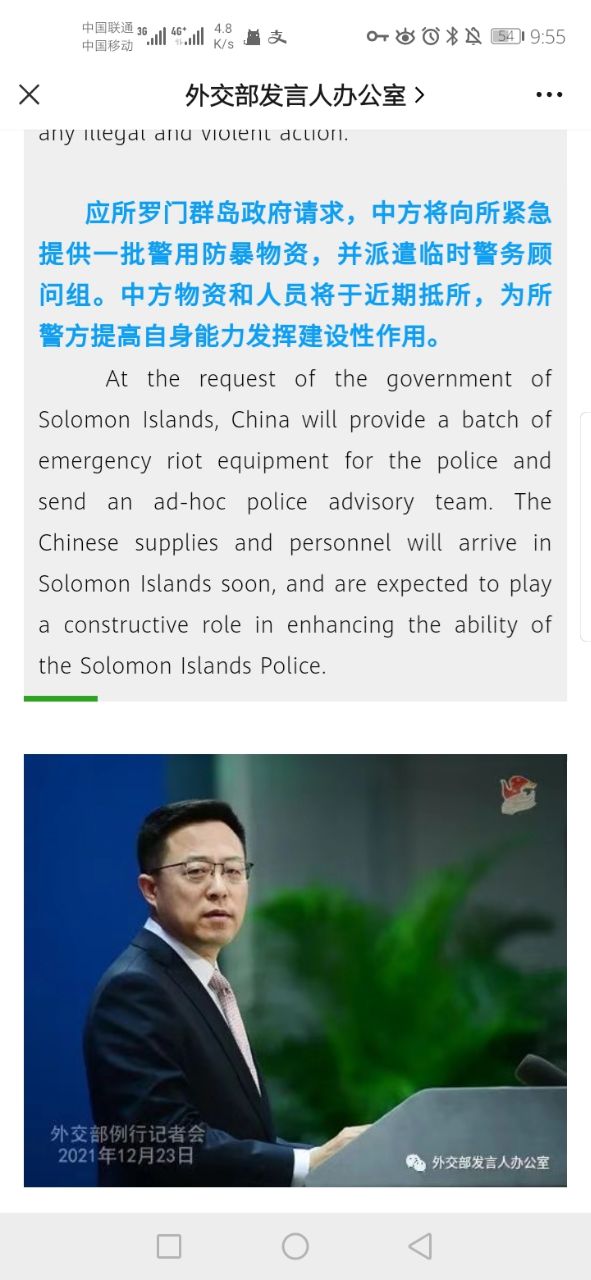 中国联通 3G 4G+ 4.8 支 54 9:55
中国移动 K/s
外交部发言人办公室 >
any illegal and violent action.
应所罗门群岛政府请求，中方将向所紧急
提供一批警用防暴物资，并派遣临时警务顾
问组。中方物资和人员将于近期抵所，为所
警方提高自身能力发挥建设性作用。
At the request of the government of
Solomon Islands, China will provide a batch of
emergency riot equipment for the police and
send an ad-hoc police advisory team. The
Chinese supplies and personnel will arrive in
Solomon Islands soon, and are expected to play
a constructive role in enhancing the ability of
the Solomon Islands Police.
外交部例行记者会
2021年12月23日
外交部发言人办公室